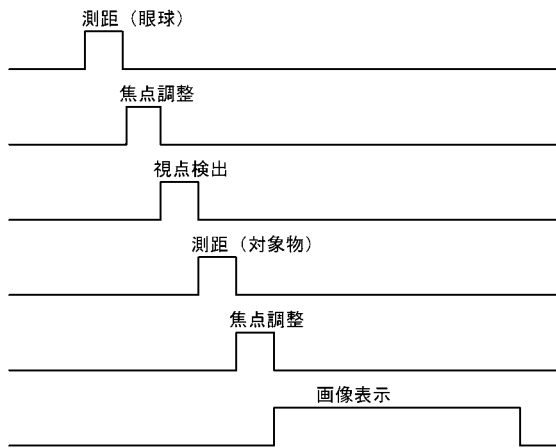 測距（眼球）
焦点調整
視点検出
測距（対象物）
焦点調整
画像表示